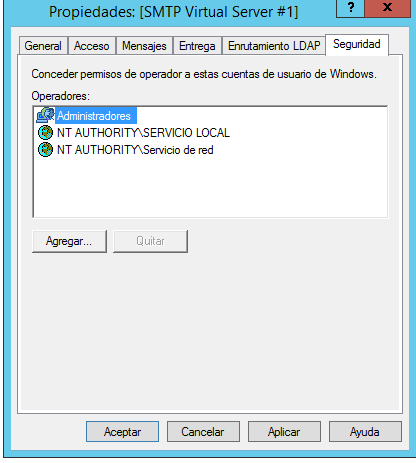 Propiedades: [SMTP Virtual Server #1]
? x
General Acceso Mensajes Entrega Enrutamiento LDAP Seguridad
Conceder permisos de operador a estas cuentas de usuario de Windows.
Operadores:
Administradores
NT AUTHORITY\SERVICIO LOCAL
NT AUTHORITY\Servicio de red
Agregar... Quitar
Aceptar Cancelar Aplicar Ayuda